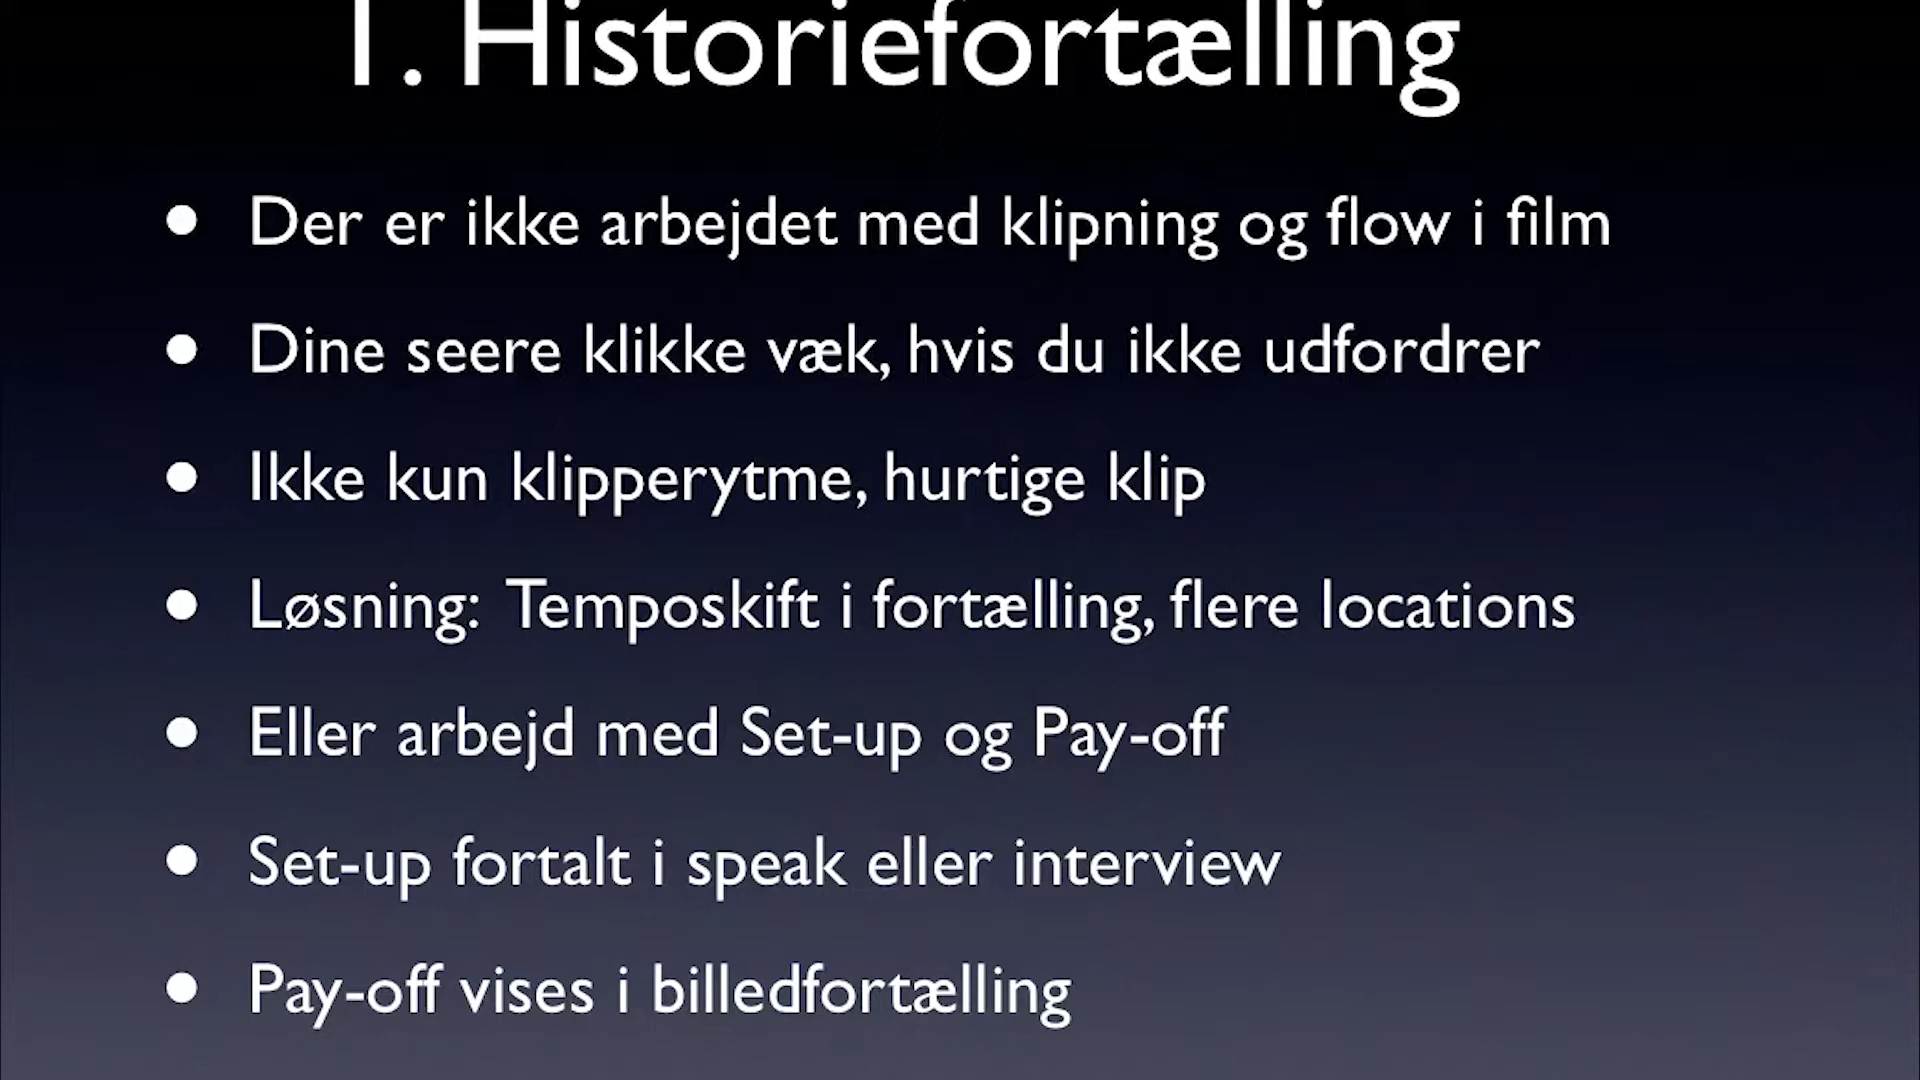 1. Historiefortælling
• Der er ikke arbejdet med klipning og flow i film
• Dine seere klikke væk, hvis du ikke udfordrer
• Ikke kun klipperytme, hurtige klip
• Løsning: Temposkift i fortælling, flere locations
• Eller arbejd med Set-up og Pay-off
• Set-up fortalt i speak eller interview
• Pay-off vises i billedfortælling